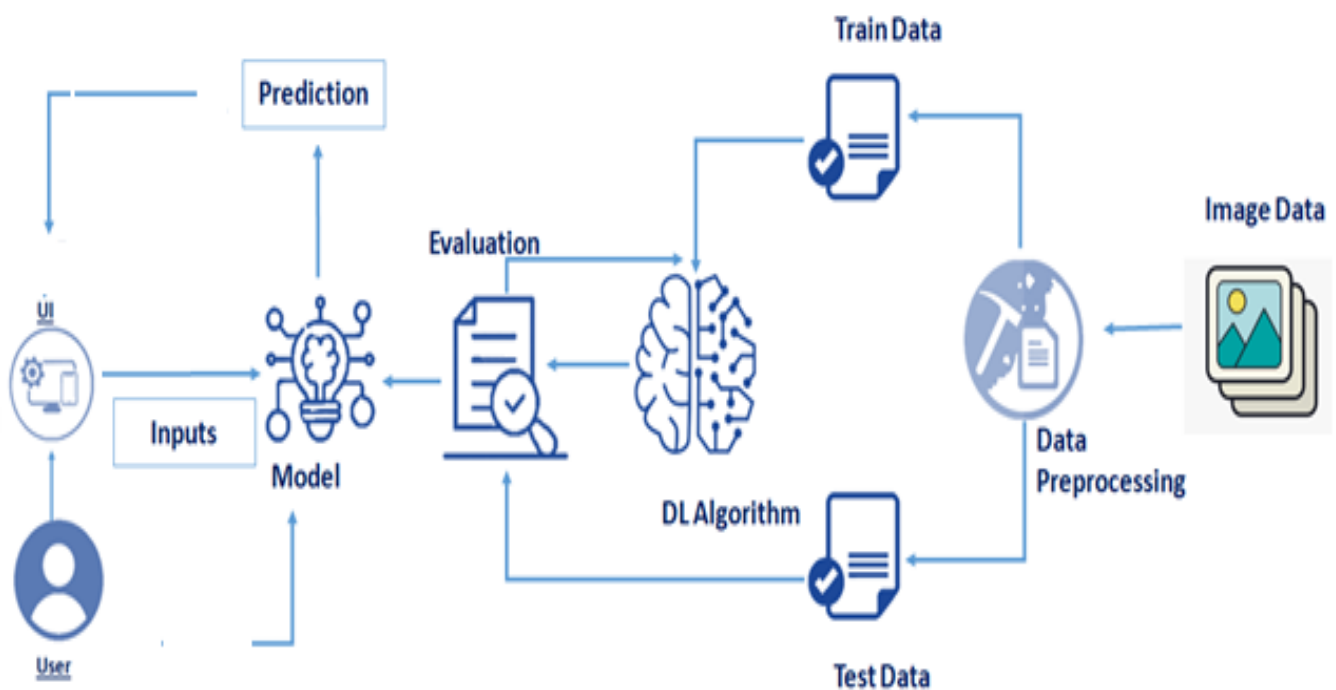 Train Data
Prediction
Image Data
Evaluation
UI
Inputs
Model
Data
Preprocessing
DL Algorithm
User
Test Data